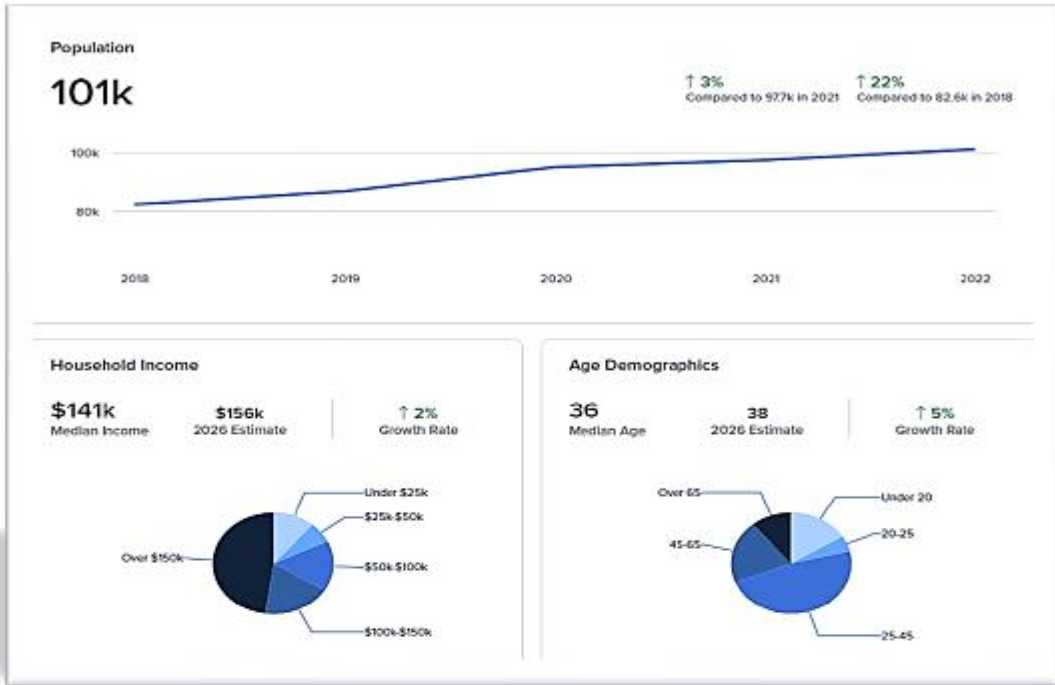 Population
101k
↑ 3%
Compared to 97.7k in 2021
↑ 22%
Compared to 82.6k in 2018
100k
80k
2018 2019 2020 2021 2022
Household Income
$141k
Median Income
$156k
2026 Estimate
↑ 2%
Growth Rate
Under $25k
$25k-$50k
Over $150k
$50k-$100k
$100k-$150k
Age Demographics
36
Median Age
38
2026 Estimate
↑ 5%
Growth Rate
Over 65
Under 20
20-25
45-65
25-45